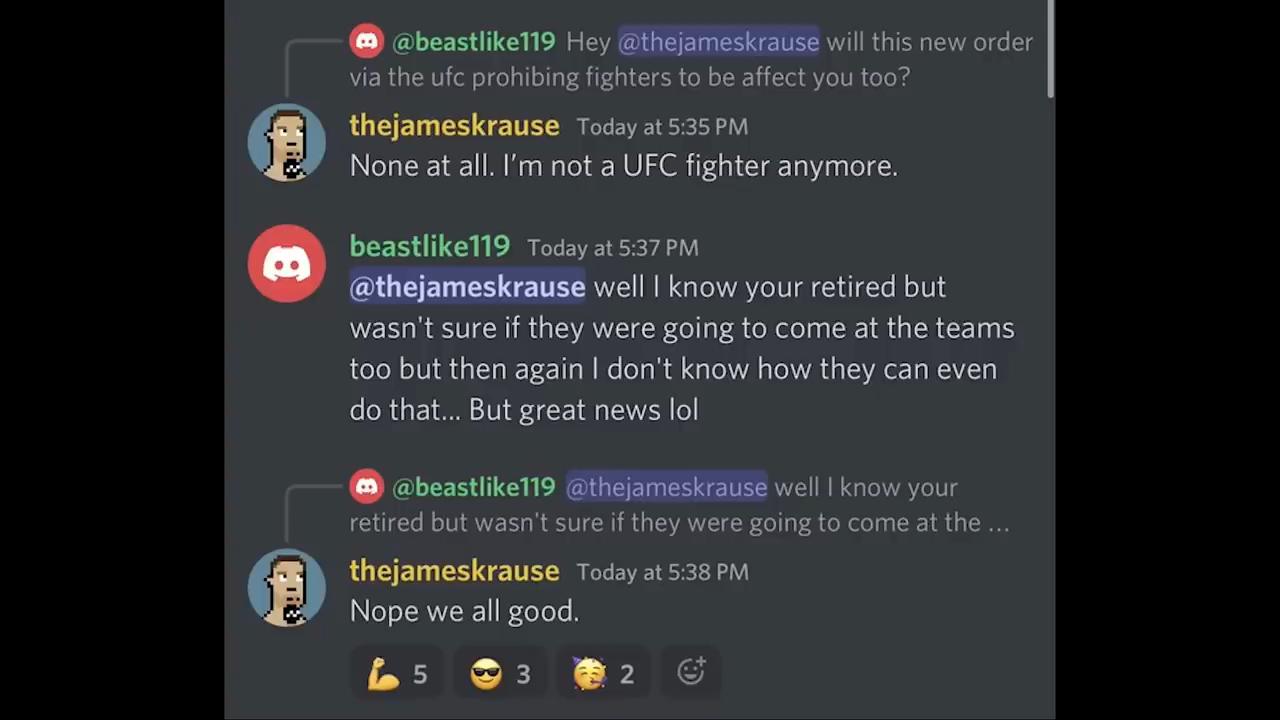 @beastlike119 Hey @thejameskrause will this new order
via the ufc prohibing fighters to be affect you too?
thejameskrause Today at 5:35 PM
None at all. I’m not a UFC fighter anymore.
beastlike119 Today at 5:37 PM
@thejameskrause well I know your retired but
wasn't sure if they were going to come at the teams
too but then again I don't know how they can even
do that... But great news lol
@beastlike119 @thejameskrause well I know your
retired but wasn't sure if they were going to come at the ...
thejameskrause Today at 5:38 PM
Nope we all good.
5 3 2